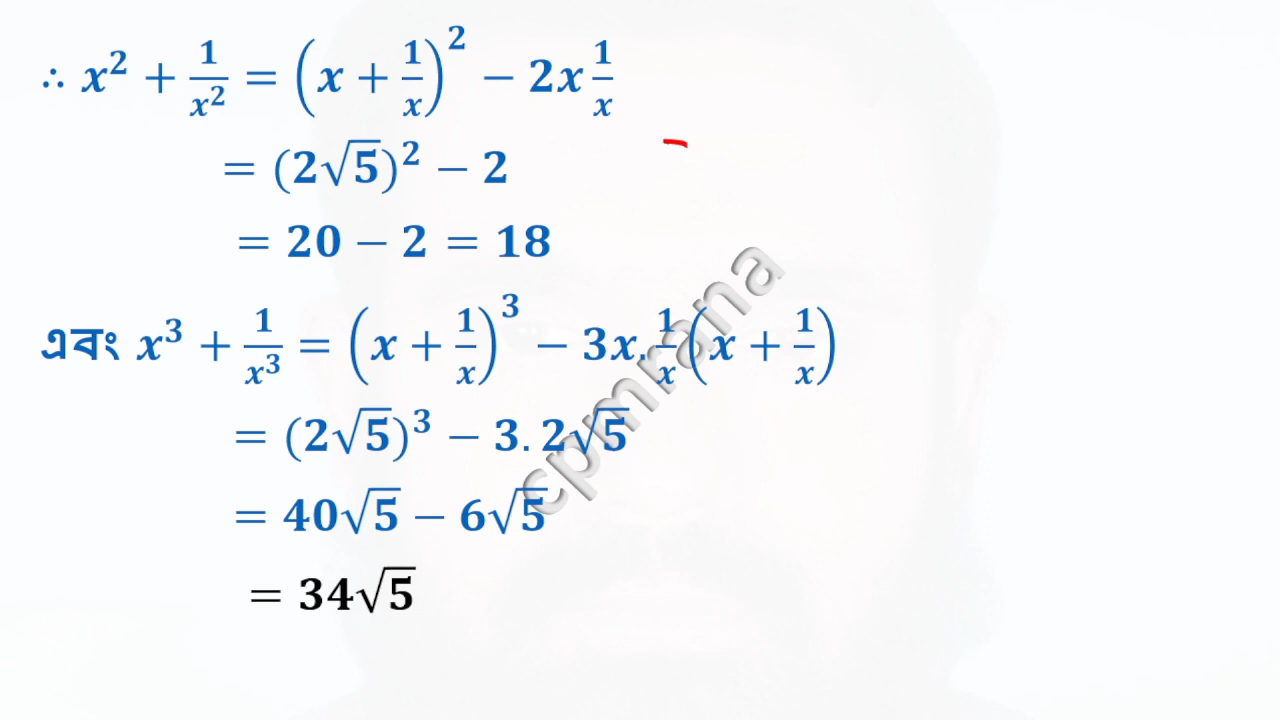 ∴ x² + 1/x² = (x + 1/x)² − 2x 1/x
= (2√5)² − 2
= 20 − 2 = 18
এবং x³ + 1/x³ = (x + 1/x)³ − 3x. 1/x (x + 1/x)
= (2√5)³ − 3.2√5
= 40√5 − 6√5
= 34√5
cpmrana